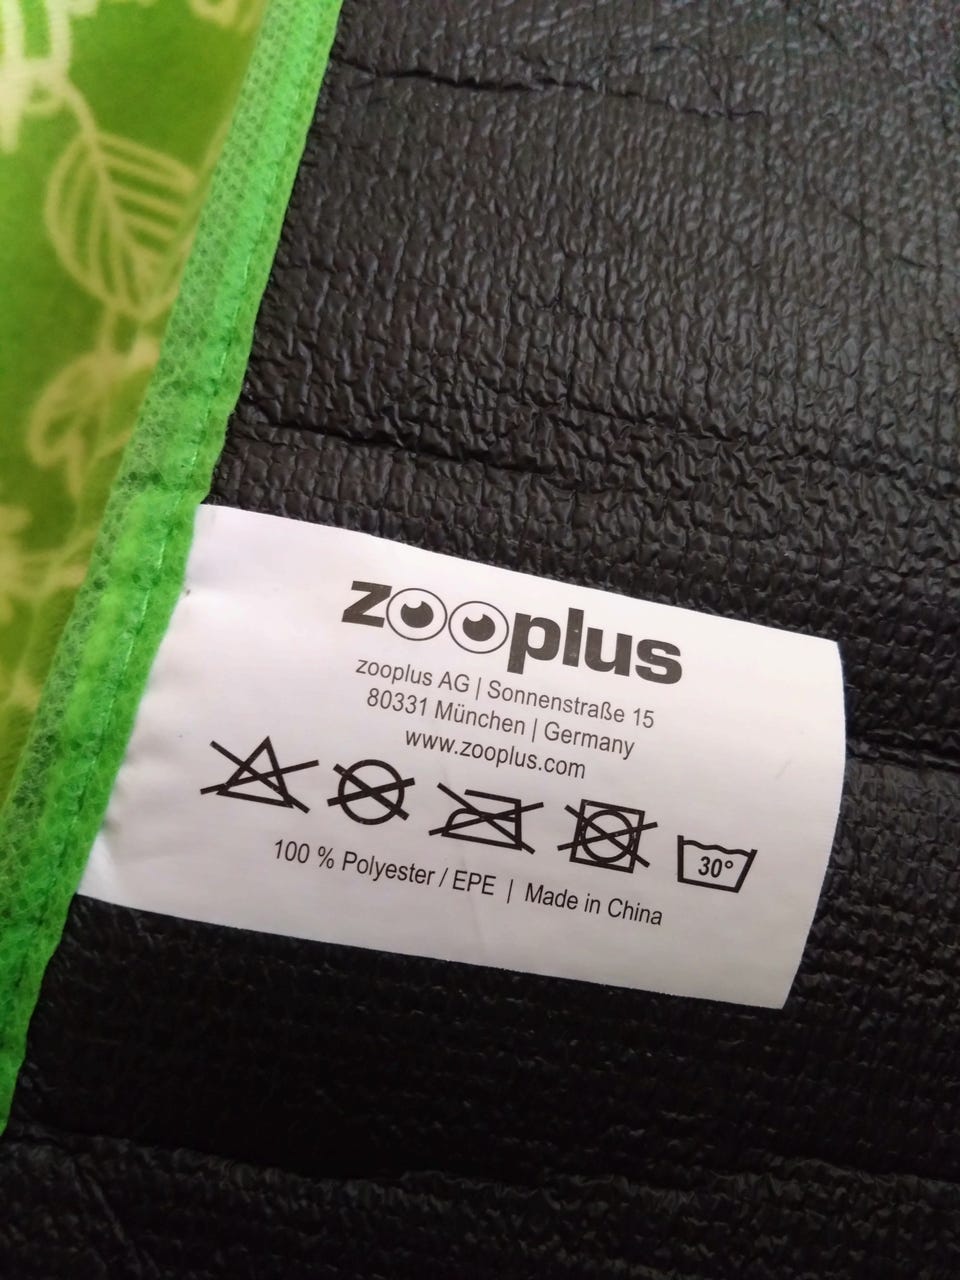 zooplus
zooplus AG | Sonnenstraße 15
80331 München | Germany
www.zooplus.com
30°
100 % Polyester / EPE | Made in China